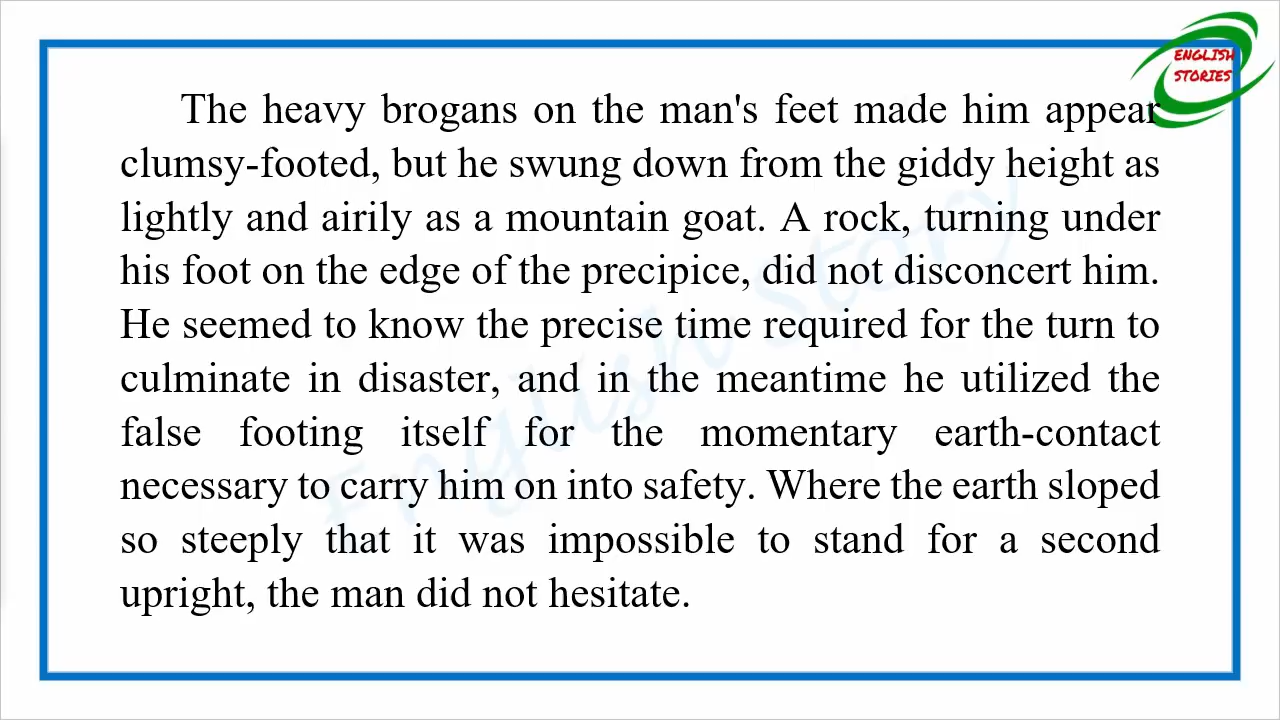 ENGLISH
STORIES
The heavy brogans on the man's feet made him appear
clumsy-footed, but he swung down from the giddy height as
lightly and airily as a mountain goat. A rock, turning under
his foot on the edge of the precipice, did not disconcert him.
He seemed to know the precise time required for the turn to
culminate in disaster, and in the meantime he utilized the
false footing itself for the momentary earth-contact
necessary to carry him on into safety. Where the earth sloped
so steeply that it was impossible to stand for a second
upright, the man did not hesitate.
English Story